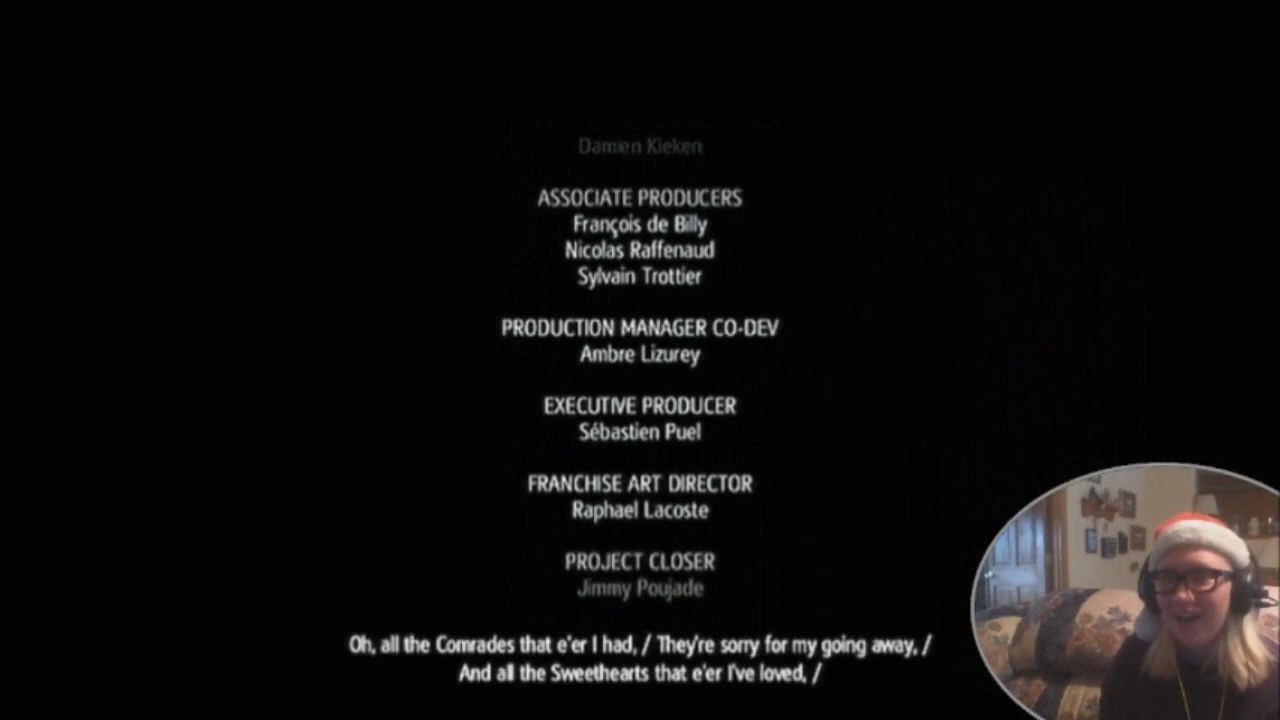 Damien Kieken
ASSOCIATE PRODUCERS
François de Billy
Nicolas Raffenaud
Sylvain Trottier
PRODUCTION MANAGER CO-DEV
Ambre Lizurey
EXECUTIVE PRODUCER
Sébastien Puel
FRANCHISE ART DIRECTOR
Raphael Lacoste
PROJECT CLOSER
Jimmy Poujade
Oh, all the Comrades that e'er I had, / They're sorry for my going away, /
And all the Sweethearts that e'er I've loved, /